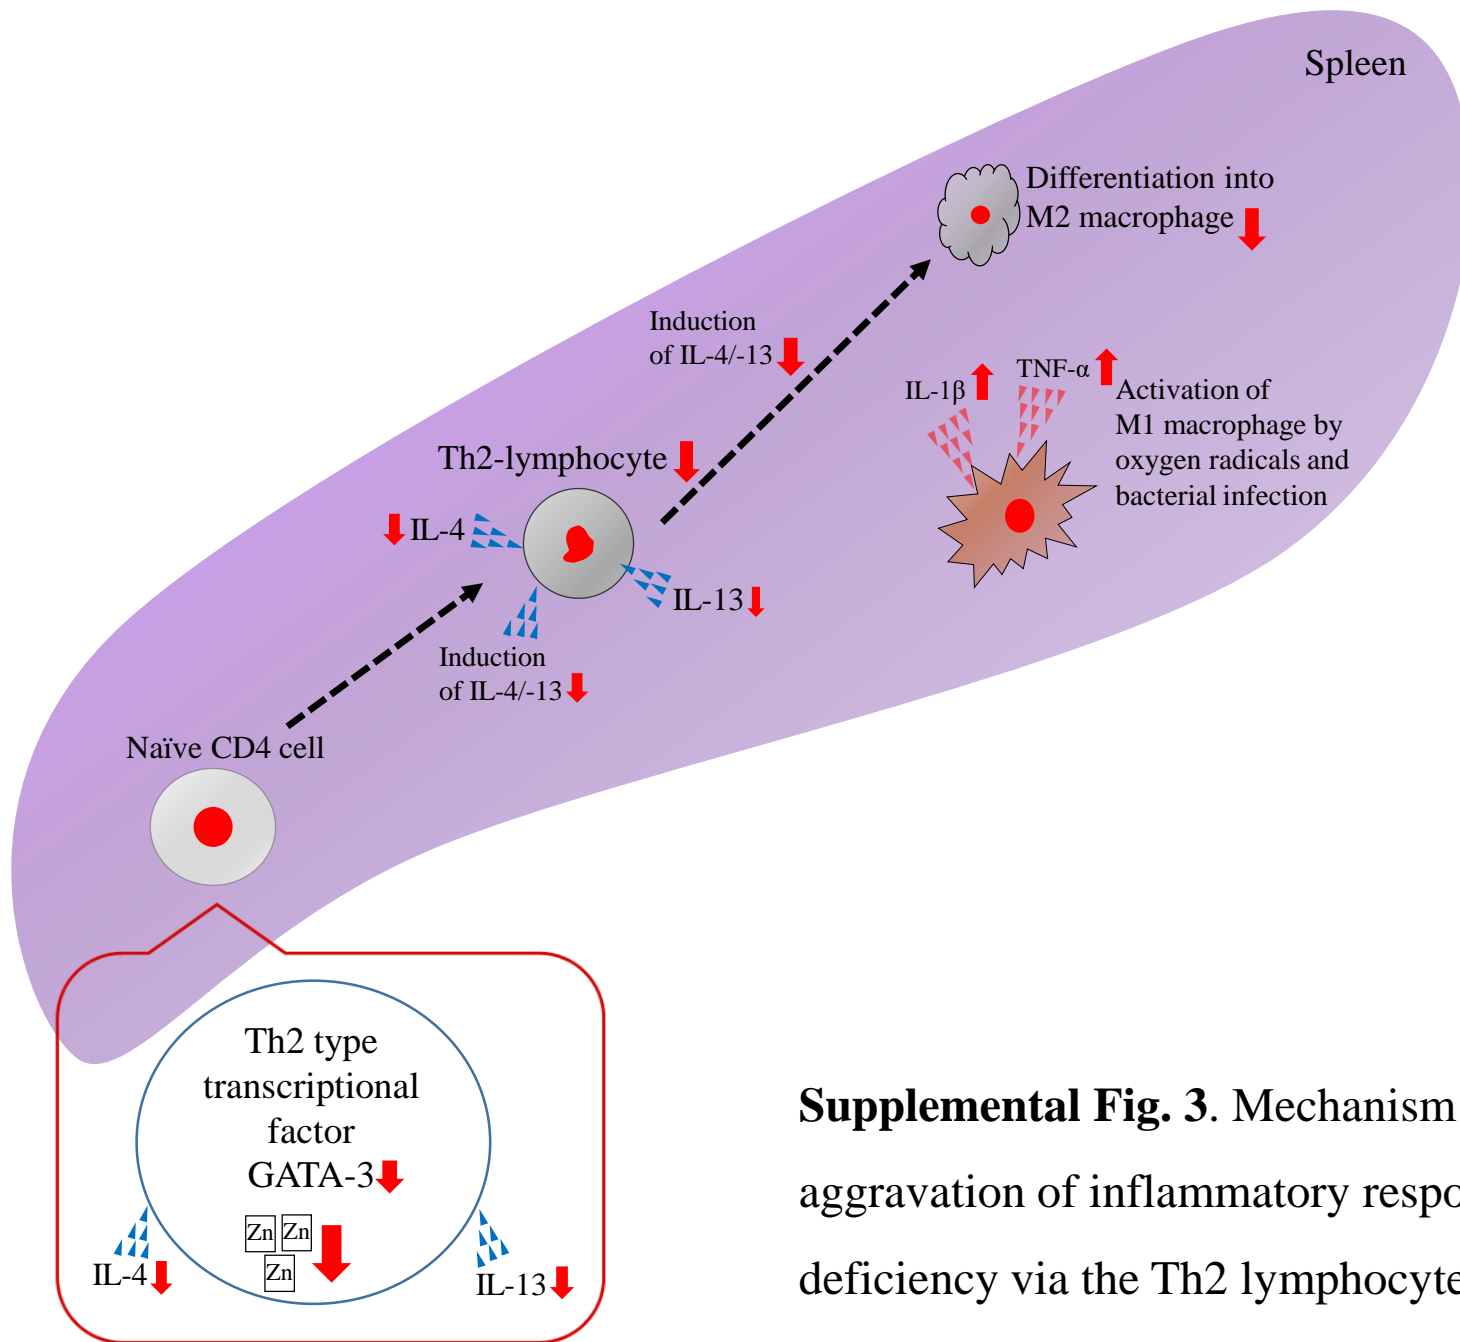 Spleen
Differentiation into
M2 macrophage
Induction
of IL-4/-13
IL-1β
TNF-α
Activation of
M1 macrophage by
oxygen radicals and
bacterial infection
Th2-lymphocyte
IL-4
IL-13
Induction
of IL-4/-13
Naïve CD4 cell
Th2 type
transcriptional
factor
GATA-3
Zn Zn
Zn
IL-4
IL-13
Supplemental Fig. 3. Mechanism
aggravation of inflammatory
deficiency via the Th2 lymphocyte